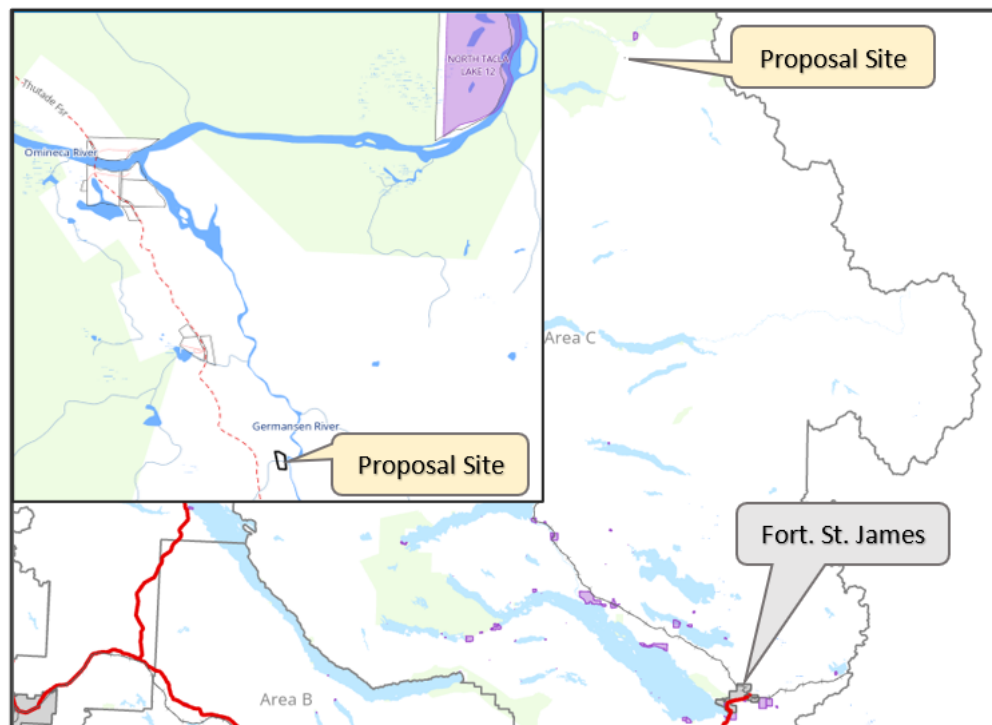 NORTH TACLA
LAKE 12
Proposal Site
Thutade Fsr
Omineca River
Area C
Germansen River
Proposal Site
Fort. St. James
Area B